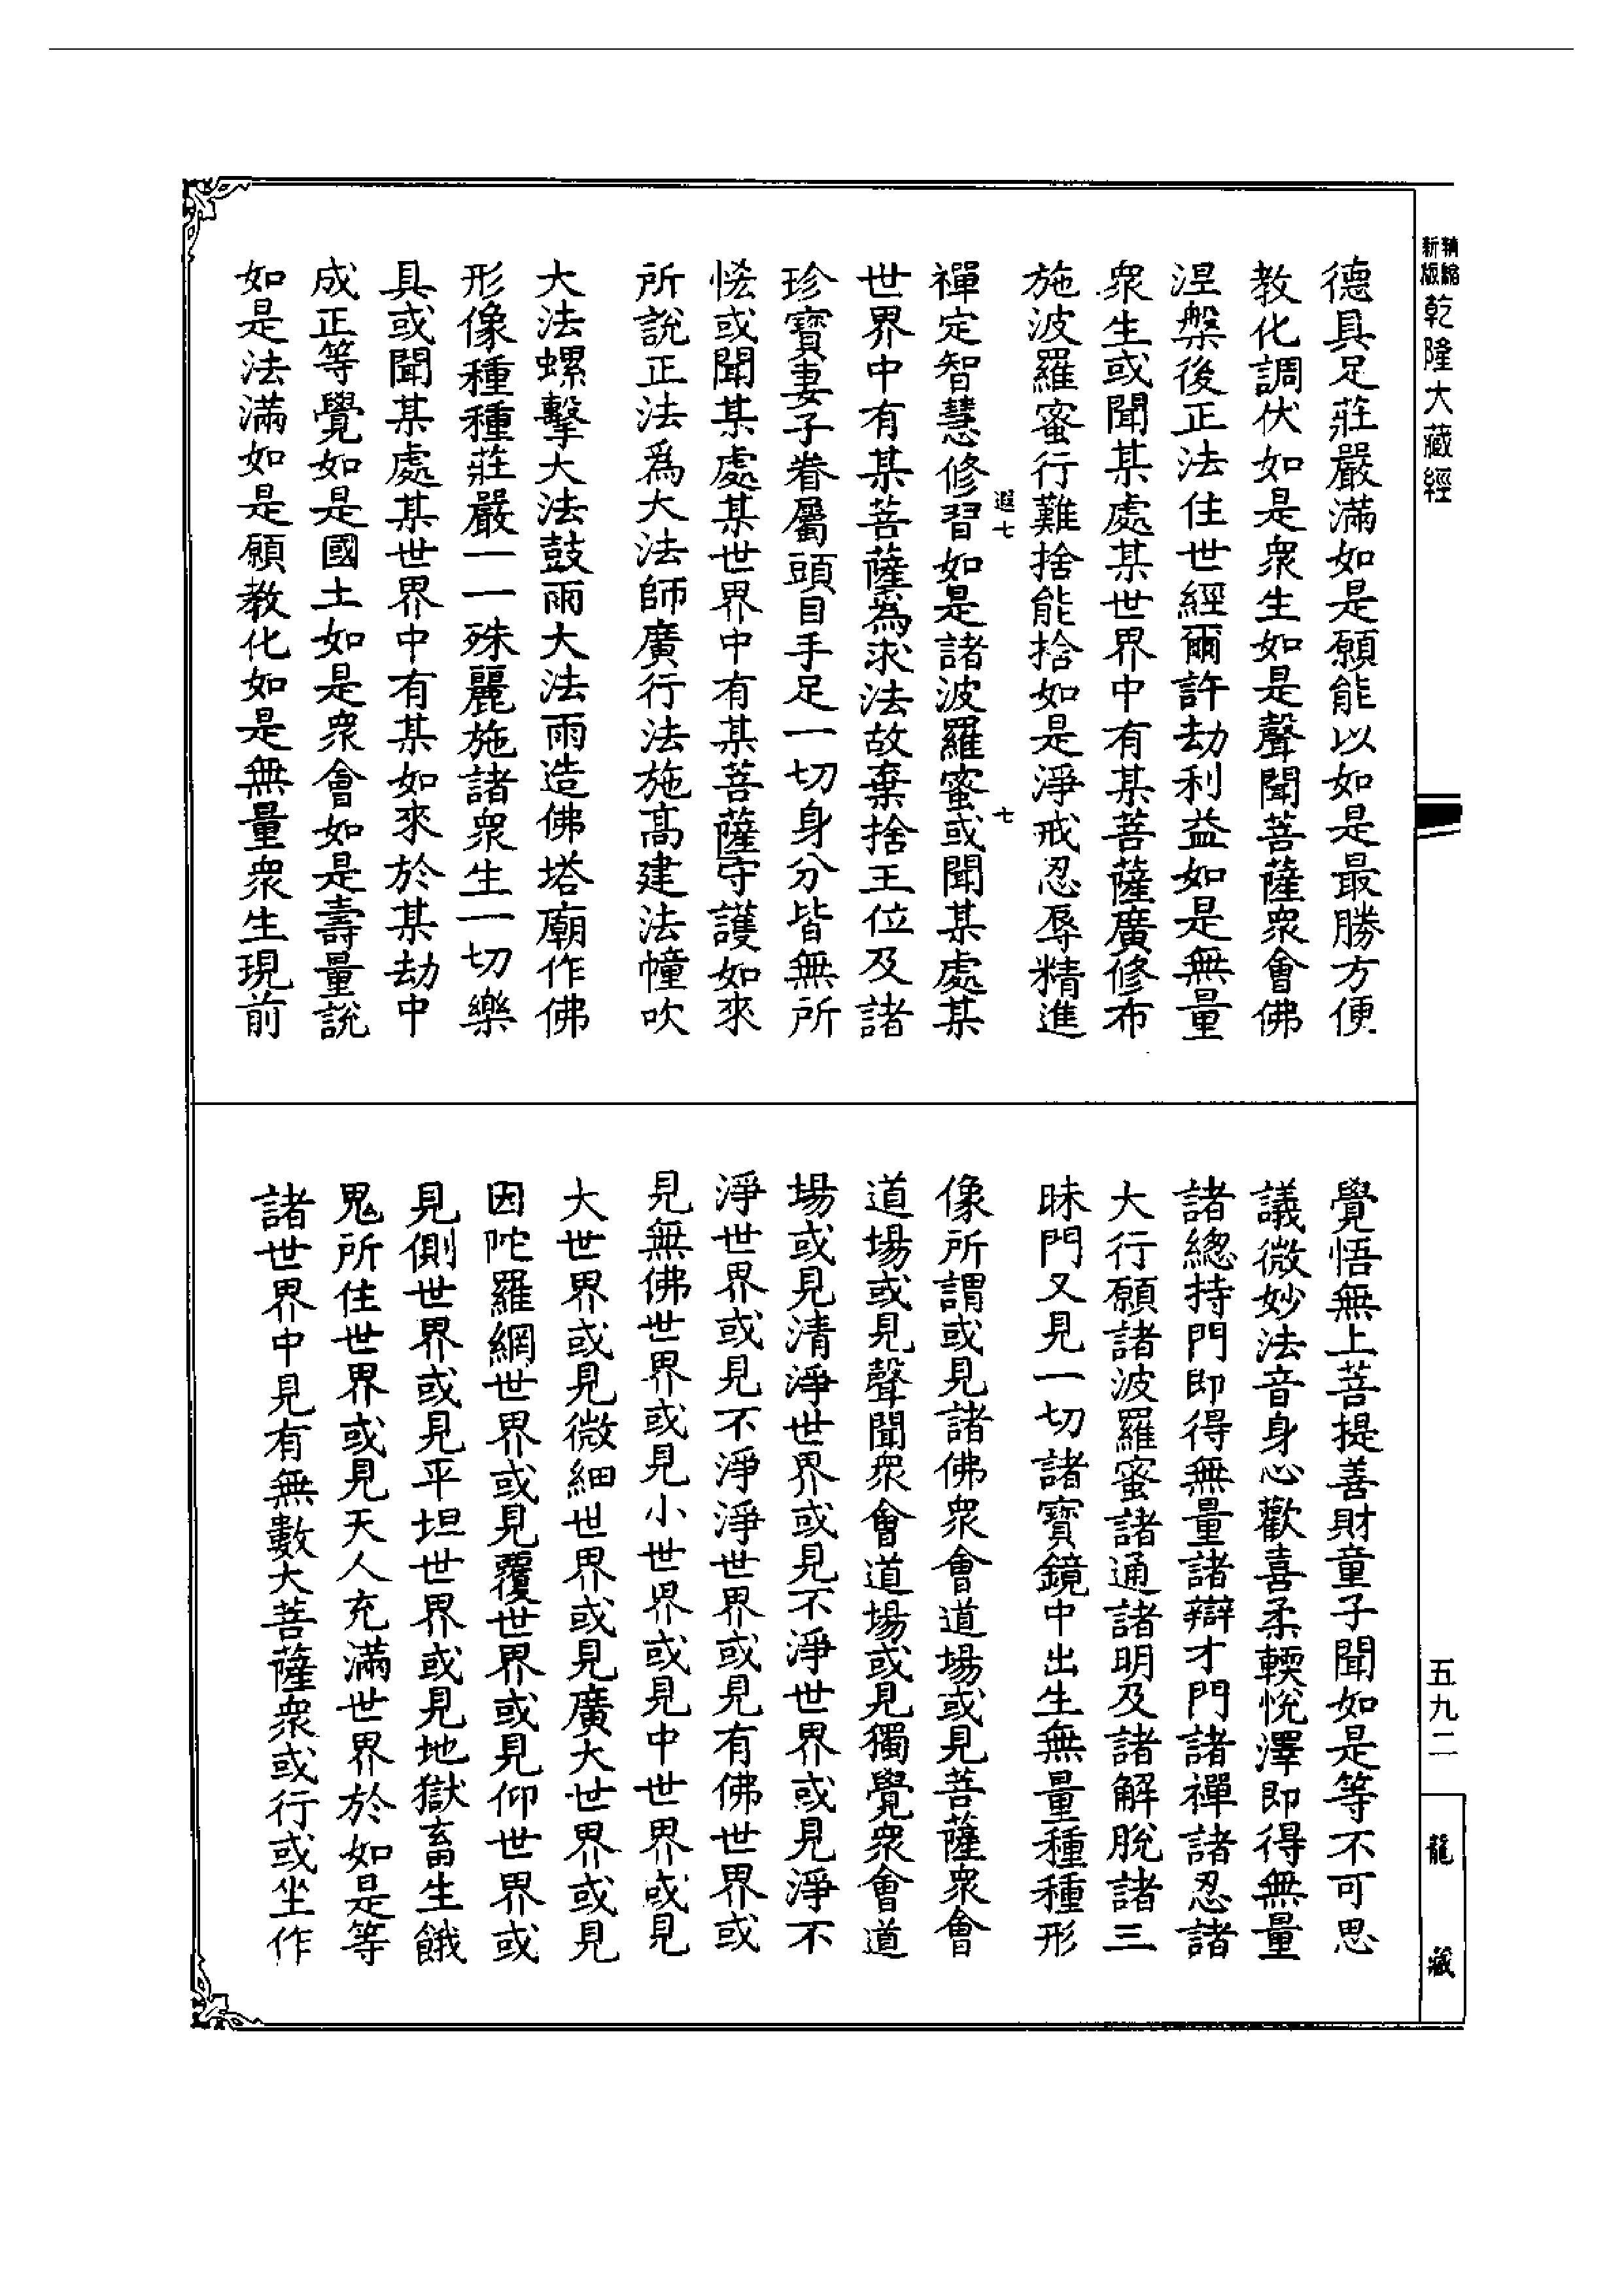 新版精縮乾隆大藏經
德具足莊嚴滿如是願能以如是最勝方便
教化調伏如是衆生如是聲聞菩薩衆會佛
涅槃後正法住世經爾許劫利益如是無量
衆生或聞某處某世界中有某菩薩廣修布
施波羅蜜行難捨能捨如是淨戒忍辱精進
遐七 七
禪定智慧修習如是諸波羅蜜或聞某處某
世界中有某菩薩為求法故棄捨王位及諸
珍寶妻子眷屬頭目手足一切身分皆無所
恡或聞某處某世界中有某菩薩守護如來
所說正法爲大法師廣行法施高建法幢吹
大法螺擊大法鼓雨大法雨造佛塔廟作佛
形像種種莊嚴一一殊麗施諸衆生一切樂
具或聞某處某世界中有某如來於某劫中
成正等覺如是國土如是衆會如是壽量說
如是法滿如是願教化如是無量衆生現前
覺悟無上菩提善財童子聞如是等不可思
議微妙法音身心歡喜柔輭悅澤即得無量
諸總持門即得無量諸辯才門諸禪諸忍諸
大行願諸波羅蜜諸通諸明及諸解脫諸三
昧門又見一切諸寶鏡中出生無量種種形
像所謂或見諸佛衆會道場或見菩薩衆會
道場或見聲聞衆會道場或見獨覺衆會道
場或見清淨世界或見不淨世界或見淨不
淨世界或見不淨淨世界或見有佛世界或
見無佛世界或見小世界或見中世界或見
大世界或見微細世界或見廣大世界或見
因陀羅網世界或見覆世界或見仰世界或
見側世界或見平坦世界或見地獄畜生餓
鬼所住世界或見天人充滿世界於如是等
諸世界中見有無數大菩薩衆或行或坐作
五九二
龍藏